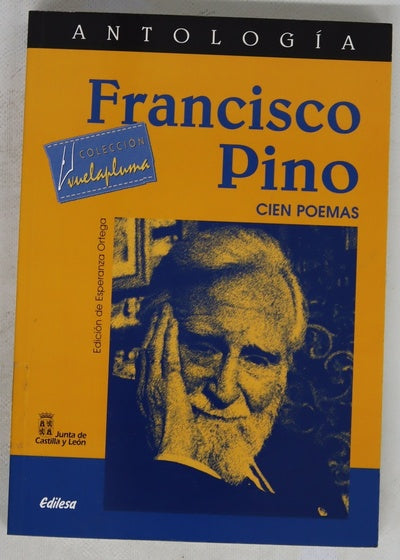 ANTOLOGÍA
Francisco
Pino
CIEN POEMAS
COLECCIÓN
Vuelapluma
Edición de Esperanza Ortega
Junta de
Castilla y León
Edilesa